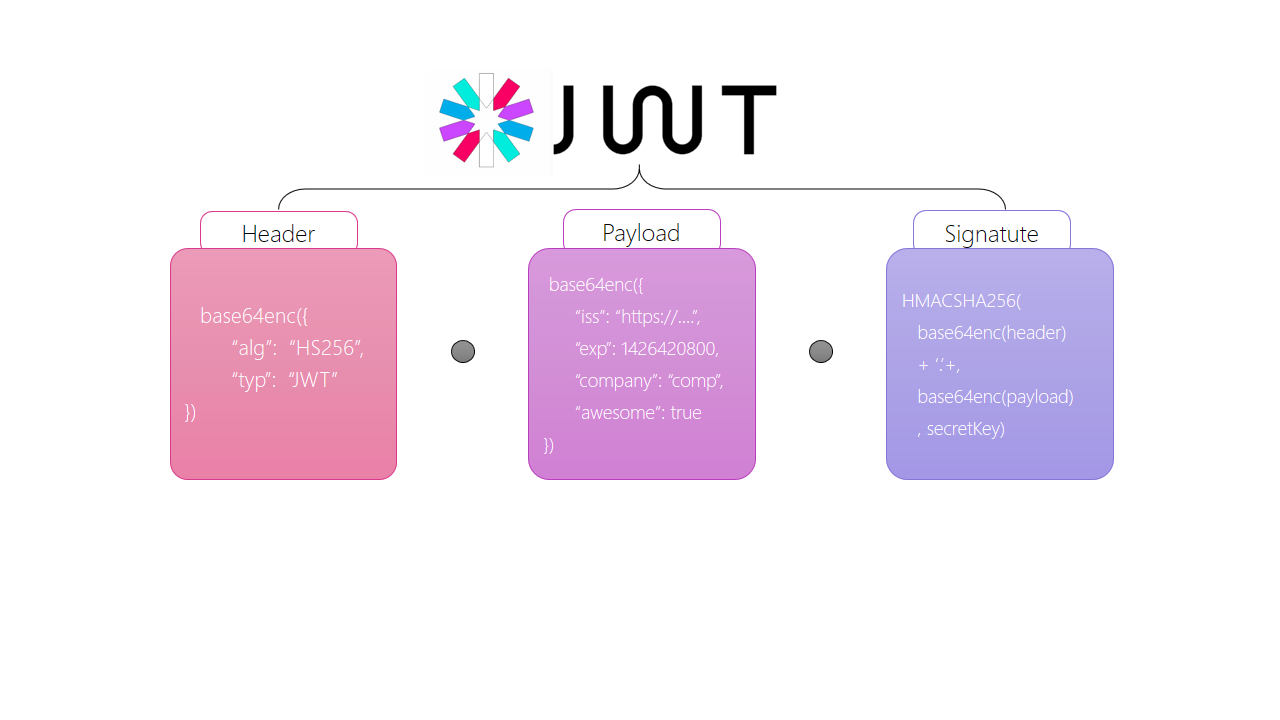 JWT
Header
base64enc({
“alg”: “HS256”,
“typ”: “JWT”
})
Payload
base64enc({
“iss”: “https://....”,
“exp”: 1426420800,
“company”: “comp”,
“awesome”: true
})
Signatute
HMACSHA256(
base64enc(header)
+ ‘.’+,
base64enc(payload)
, secretKey)